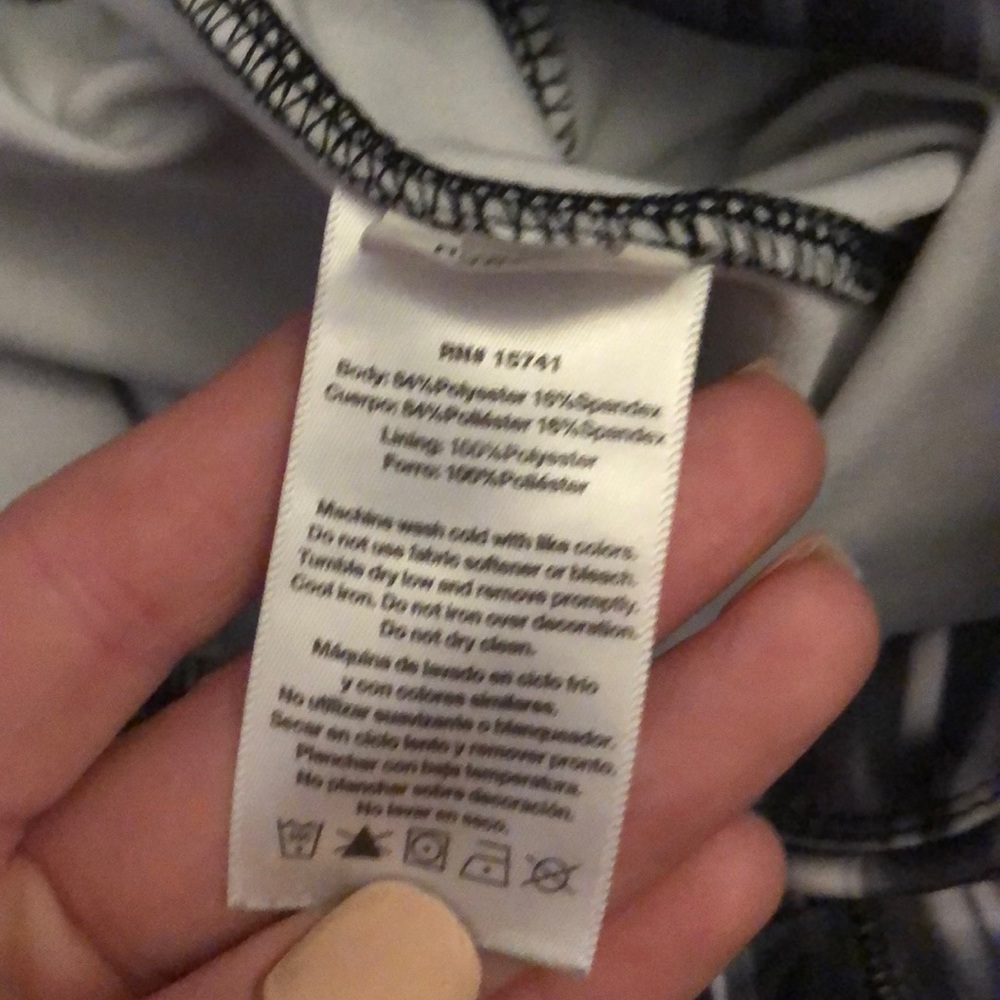 RN# 15741
Body: 84%Polyester 16%Spandex
Cuerpo: 84%Poliéster 16%Spandex
Lining: 100%Polyester
Forro: 100%Poliéster
Machine wash cold with like colors.
Do not use fabric softener or bleach.
Tumble dry low and remove promptly.
Cool iron. Do not iron over decoration.
Do not dry clean.
Máquina de lavado en ciclo frio
y con colores similares.
No utilizar suavizante o blanqueador.
Secar en ciclo lento y remover pronto.
Planchar con baja temperatura.
No planchar sobre decoración.
No lavar en seco.